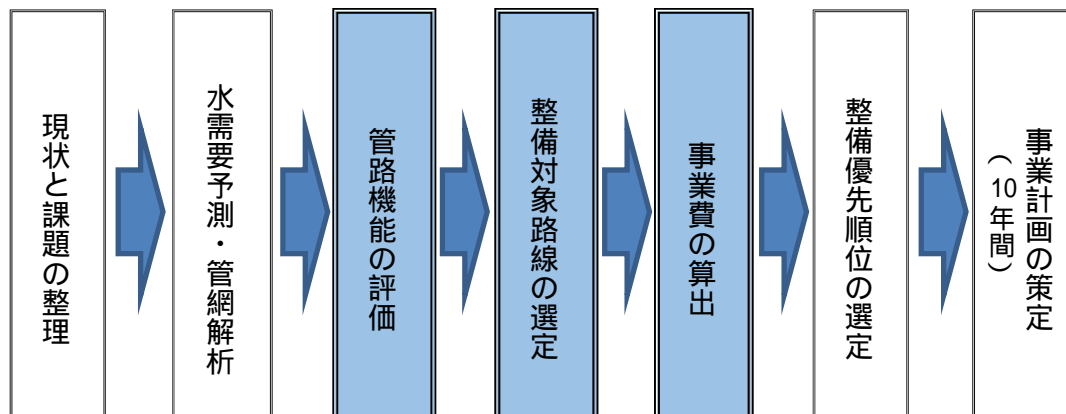 現状と課題の整理
水需要予測・管網解析
管路機能の評価
整備対象路線の選定
事業費の算出
整備優先順位の選定
事業計画の策定
(10年間)